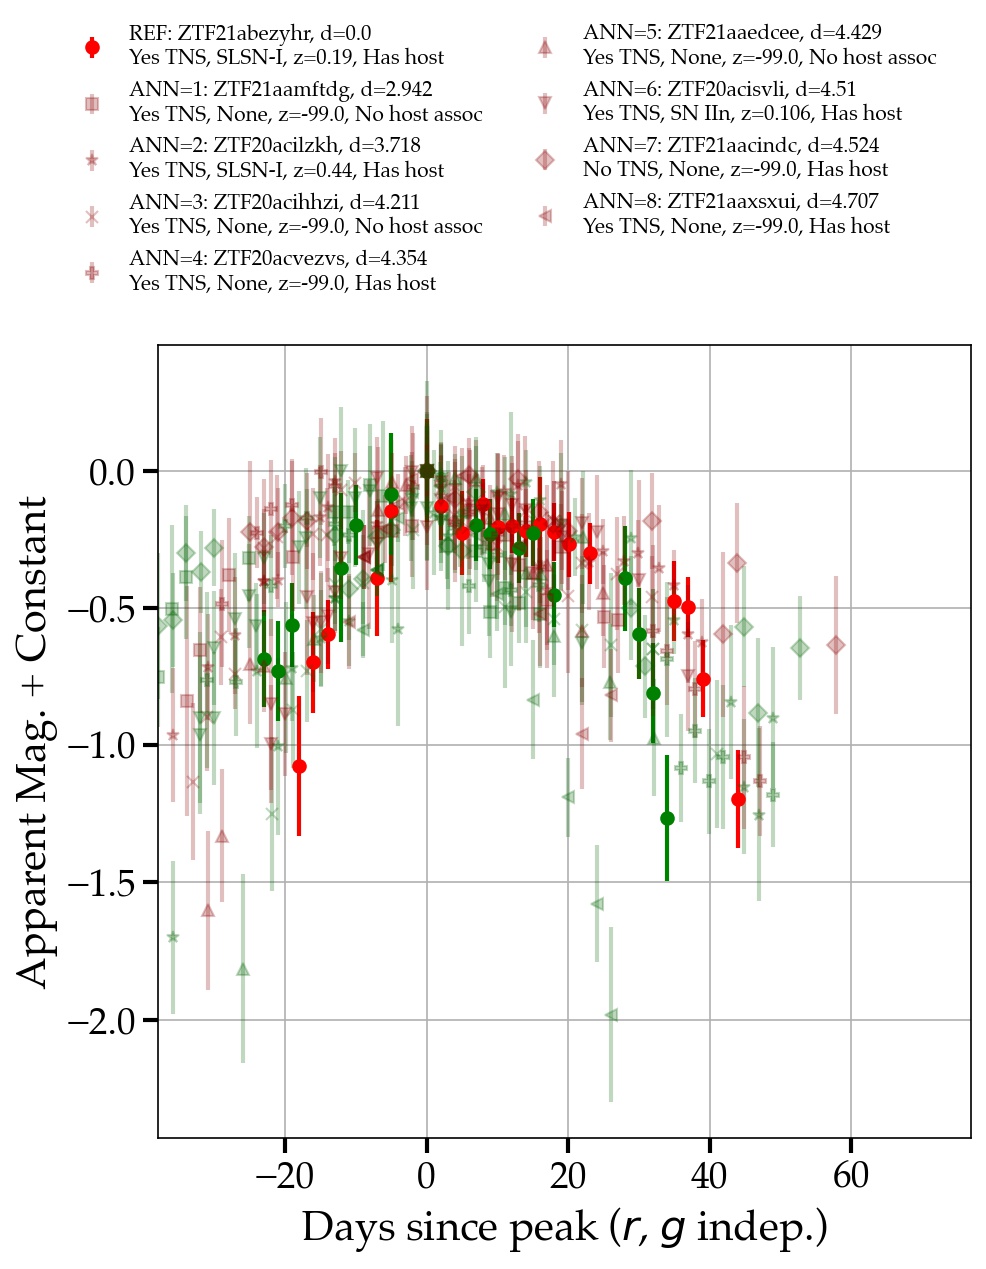 REF: ZTF21abezyhr, d=0.0
Yes TNS, SLSN-I, z=0.19, Has host
ANN=1: ZTF21aamftdg, d=2.942
Yes TNS, None, z=-99.0, No host assoc
ANN=2: ZTF20acilzkh, d=3.718
Yes TNS, SLSN-I, z=0.44, Has host
ANN=3: ZTF20acihhzi, d=4.211
Yes TNS, None, z=-99.0, No host assoc
ANN=4: ZTF20acvezvs, d=4.354
Yes TNS, None, z=-99.0, Has host
ANN=5: ZTF21aaedcee, d=4.429
Yes TNS, None, z=-99.0, No host assoc
ANN=6: ZTF20acisvli, d=4.51
Yes TNS, SN IIn, z=0.106, Has host
ANN=7: ZTF21aacindc, d=4.524
No TNS, None, z=-99.0, Has host
ANN=8: ZTF21aaxsxui, d=4.707
Yes TNS, None, z=-99.0, Has host
Apparent Mag. + Constant
0.0
−0.5
−1.0
−1.5
−2.0
−20 0 20 40 60
Days since peak (r, g indep.)